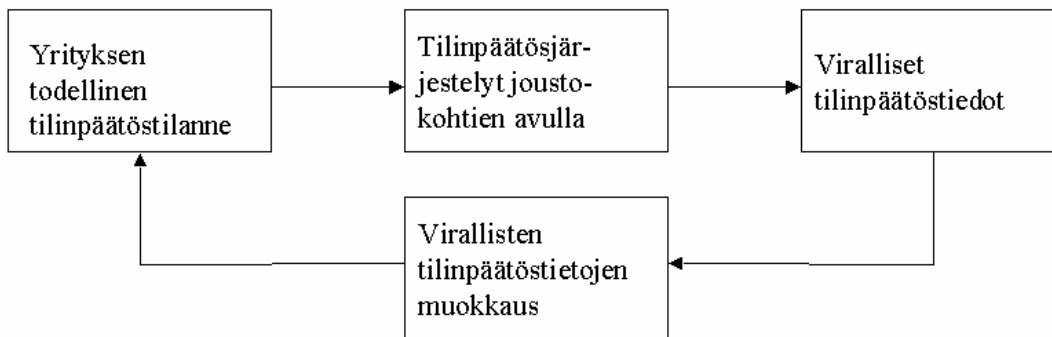 Yrityksen
todellinen
tilinpäätöstilanne
Tilinpäätösjär-
jestelyt jousto-
kohtien avulla
Viralliset
tilinpäätöstiedot
Virallisten
tilinpäätöstietojen
muokkaus